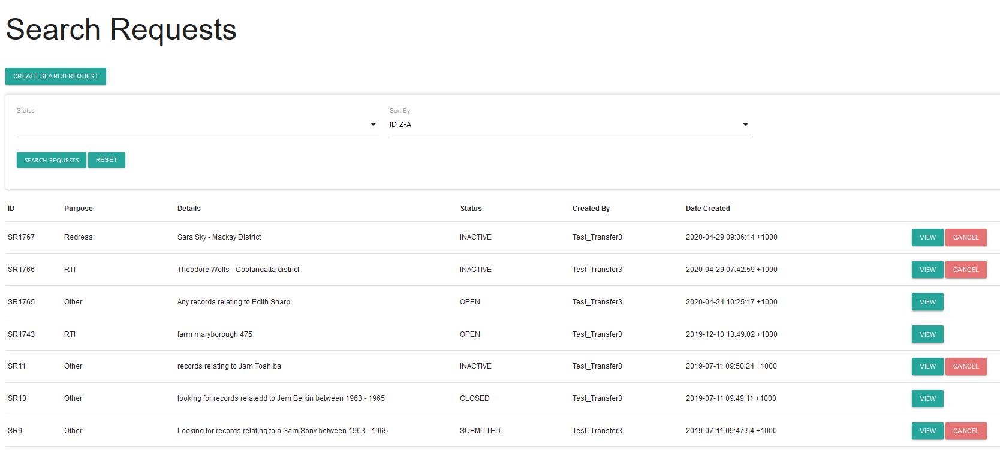 Search Requests
CREATE SEARCH REQUEST
Status Sort By
ID Z-A
SEARCH REQUESTS RESET
ID Purpose Details Status Created By Date Created
SR1767 Redress Sara Sky - Mackay District INACTIVE Test_Transfer3 2020-04-29 09:06:14 +1000 VIEW CANCEL
SR1766 RTI Theodore Wells - Coolangatta district INACTIVE Test_Transfer3 2020-04-29 07:42:59 +1000 VIEW CANCEL
SR1765 Other Any records relating to Edith Sharp OPEN Test_Transfer3 2020-04-24 10:25:17 +1000 VIEW
SR1743 RTI farm maryborough 475 OPEN Test_Transfer3 2019-12-10 13:49:02 +1000 VIEW
SR11 Other records relating to Jam Toshiba INACTIVE Test_Transfer3 2019-07-11 09:50:24 +1000 VIEW CANCEL
SR10 Other looking for records relatedd to Jem Belkin between 1963 - 1965 CLOSED Test_Transfer3 2019-07-11 09:49:11 +1000 VIEW
SR9 Other Looking for records relating to a Sam Sony between 1963 - 1965 SUBMITTED Test_Transfer3 2019-07-11 09:47:54 +1000 VIEW CANCEL